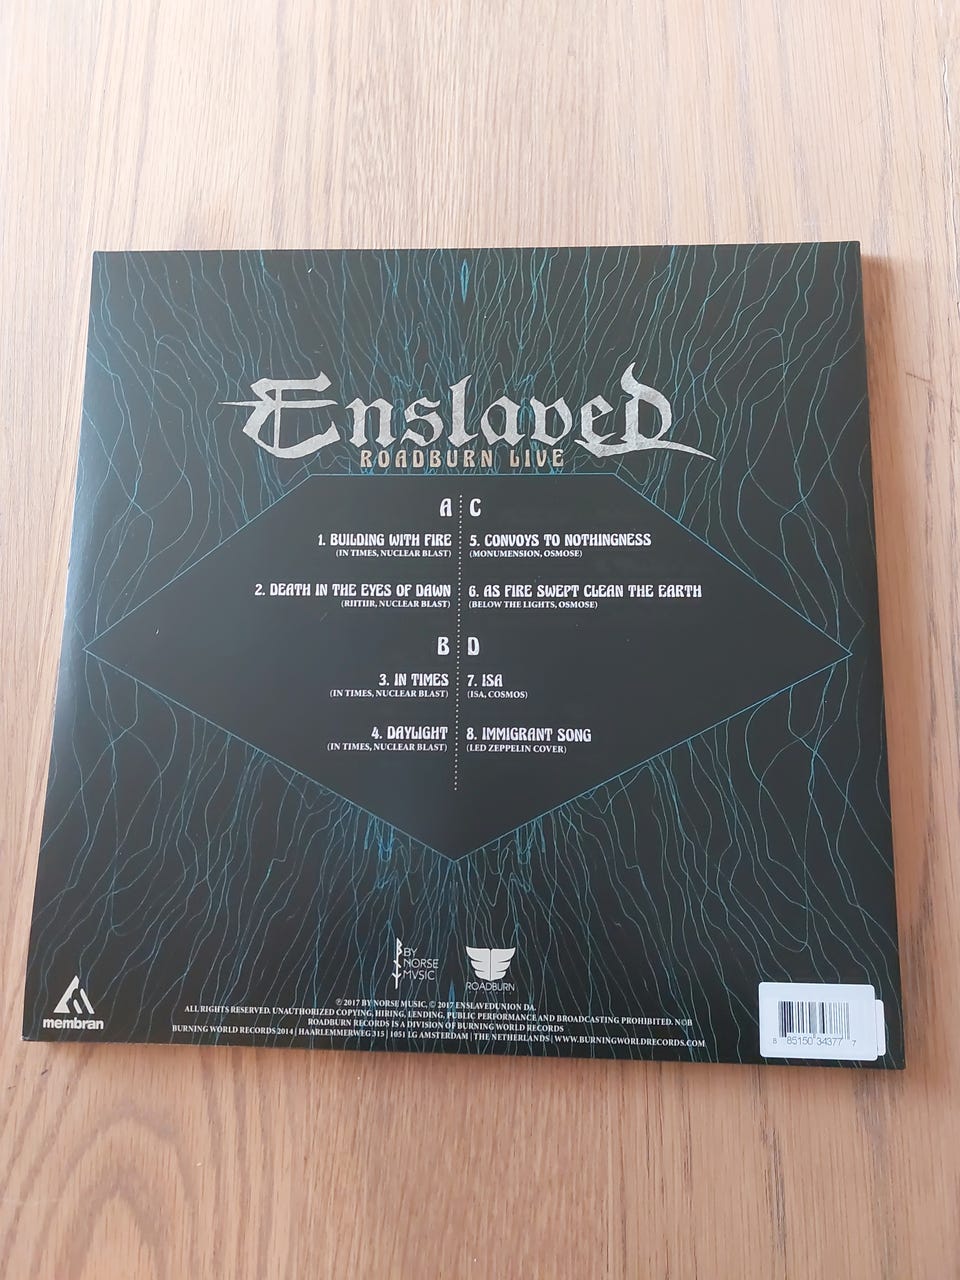 Enslaved
ROADBURN LIVE
A
1. BUILDING WITH FIRE
(IN TIMES, NUCLEAR BLAST)
2. DEATH IN THE EYES OF DAWN
(RIITIIR, NUCLEAR BLAST)
B
3. IN TIMES
(IN TIMES, NUCLEAR BLAST)
4. DAYLIGHT
(IN TIMES, NUCLEAR BLAST)
C
5. CONVOYS TO NOTHINGNESS
(MONUMENSION, OSMOSE)
6. AS FIRE SWEPT CLEAN THE EARTH
(BELOW THE LIGHTS, OSMOSE)
D
7. ISA
(ISA, COSMOS)
8. IMMIGRANT SONG
(LED ZEPPELIN COVER)
BY
NORSE
MVSIC
ROADBURN
membran
℗ 2017 BY NORSE MUSIC, © 2017 ENSLAVEDUNION DA.
ALL RIGHTS RESERVED. UNAUTHORIZED COPYING, HIRING, LENDING, PUBLIC PERFORMANCE AND BROADCASTING PROHIBITED. N©B
ROADBURN RECORDS IS A DIVISION OF BURNING WORLD RECORDS
BURNING WORLD RECORDS 2014 | HAARLEMMERWEG 315 | 1051 LG AMSTERDAM | THE NETHERLANDS | WWW.BURNINGWORLDRECORDS.COM
8 85150 34377 7